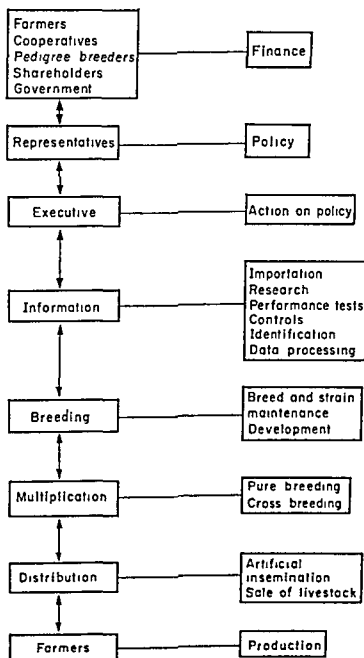 Farmers
Cooperatives
Pedigree breeders
Shareholders
Government
Finance
Representatives
Policy
Executive
Action on policy
Information
Importation
Research
Performance tests
Controls
Identification
Data processing
Breeding
Breed and strain
maintenance
Development
Multiplication
Pure breeding
Cross breeding
Distribution
Artificial
insemination
Sale of livestock
Farmers
Production